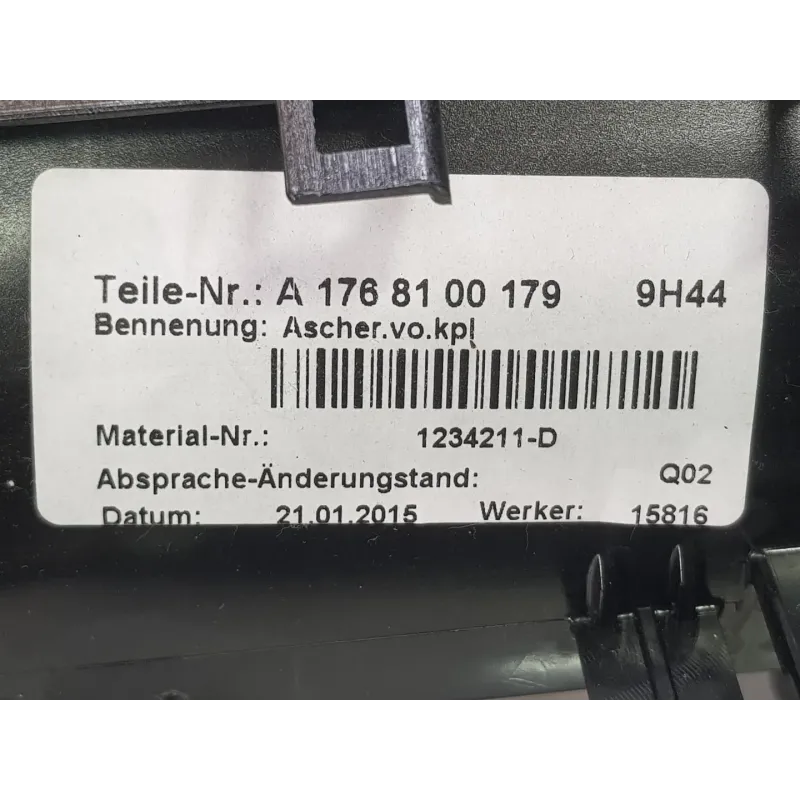 Teile-Nr.: A 176 81 00 179 9H44
Bennenung: Ascher.vo.kpl
Material-Nr.: 1234211-D
Absprache-Änderungstand: Q02
Datum: 21.01.2015 Werker: 15816